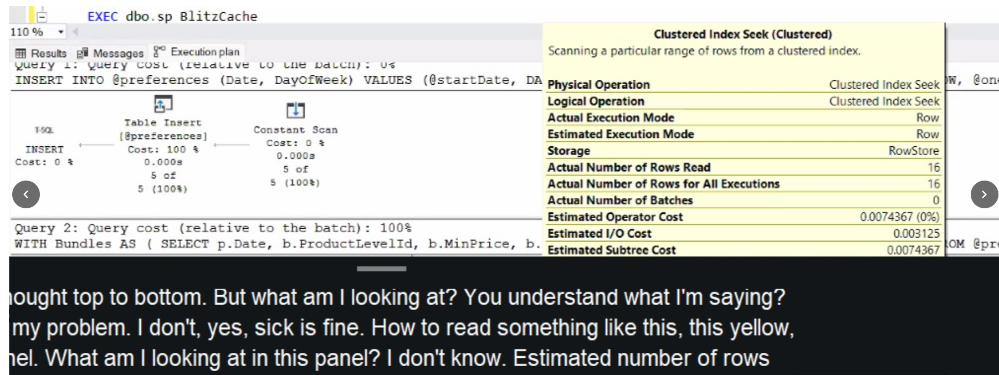 EXEC dbo.sp BlitzCache
110 %
Results Messages Execution plan
Query 1: Query cost (relative to the batch): 0%
INSERT INTO @preferences (Date, DayOfWeek) VALUES (@startDate, DA
OW, @one
T-SQL
INSERT
Cost: 0 %
Table Insert
[@preferences]
Cost: 100 %
0.000s
5 of
5 (100%)
Constant Scan
Cost: 0 %
0.000s
5 of
5 (100%)
Query 2: Query cost (relative to the batch): 100%
WITH Bundles AS ( SELECT p.Date, b.ProductLevelId, b.MinPrice, b.
ROM @pre
Clustered Index Seek (Clustered)
Scanning a particular range of rows from a clustered index.
Physical Operation Clustered Index Seek
Logical Operation Clustered Index Seek
Actual Execution Mode Row
Estimated Execution Mode Row
Storage RowStore
Actual Number of Rows Read 16
Actual Number of Rows for All Executions 16
Actual Number of Batches 0
Estimated Operator Cost 0.0074367 (0%)
Estimated I/O Cost 0.003125
Estimated Subtree Cost 0.0074367
hought top to bottom. But what am I looking at? You understand what I'm saying?
my problem. I don't, yes, sick is fine. How to read something like this, this yellow,
nel. What am I looking at in this panel? I don't know. Estimated number of rows